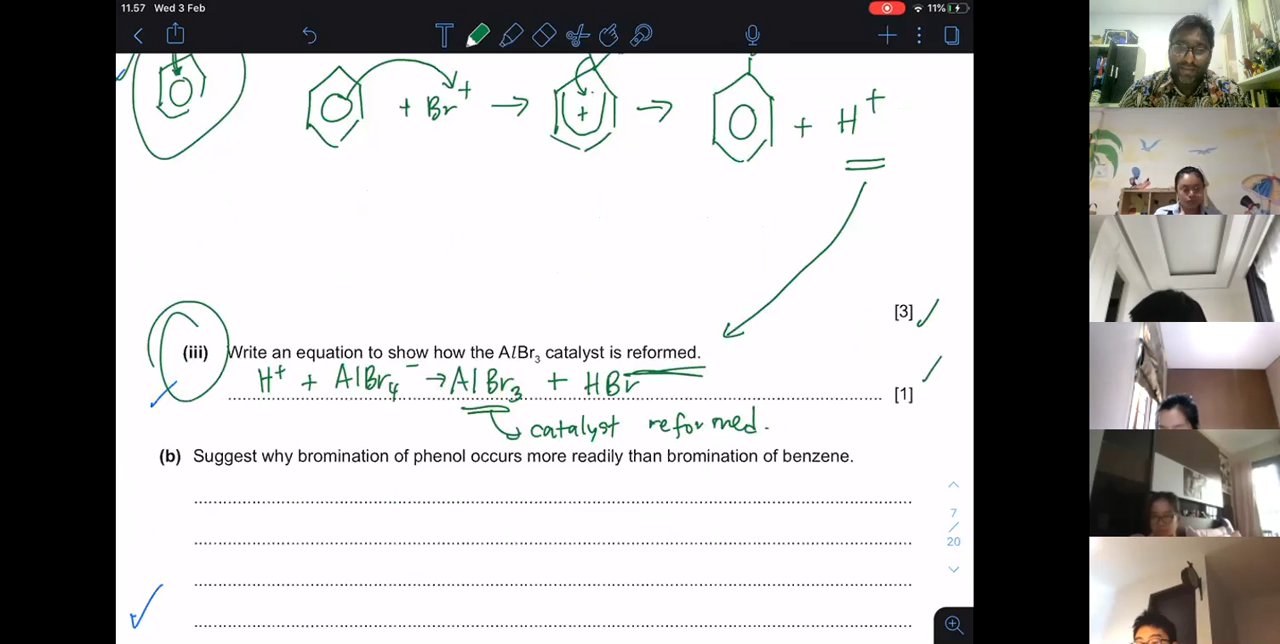 11.57 Wed 3 Feb
11%
T
+ Br+ → + → + H+
[3]
(iii) Write an equation to show how the AlBr₃ catalyst is reformed.
H⁺ + AlBr₄⁻ → AlBr₃ + HBr
[1]
catalyst reformed.
(b) Suggest why bromination of phenol occurs more readily than bromination of benzene.
7
/
20